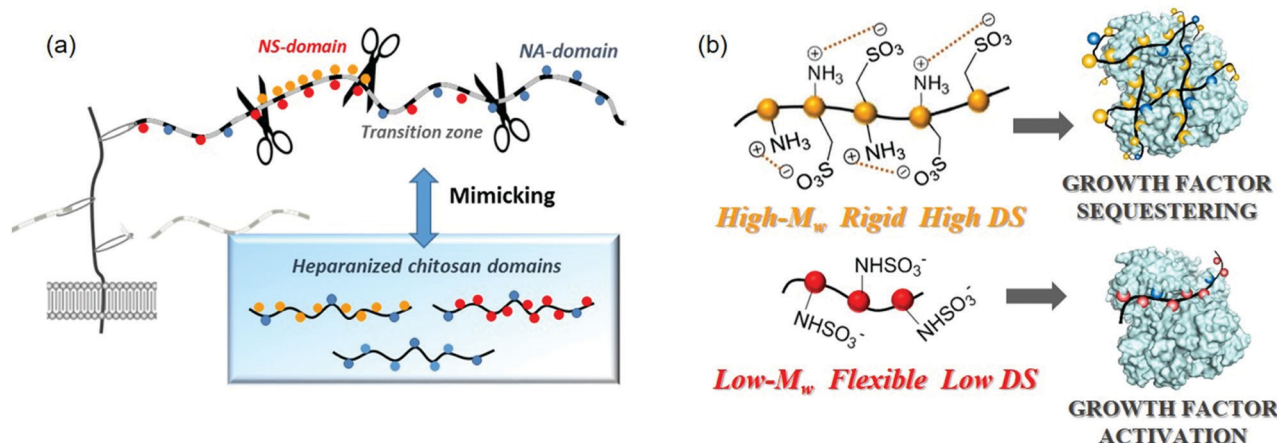 (a)
NS-domain
NA-domain
Transition zone
Mimicking
Heparanized chitosan domains
(b)
SO₃
SO₃
⊖
⊖
⊕
⊕
NH₃
NH₃
S
S
NH₃
NH₃
⊕
⊕
⊖
⊖
O₃S
O₃S
S
S
High-Mw Rigid High DS
GROWTH FACTOR
SEQUESTERING
NHSO₃⁻
NHSO₃⁻
NHSO₃⁻
Low-Mw Flexible Low DS
GROWTH FACTOR
ACTIVATION